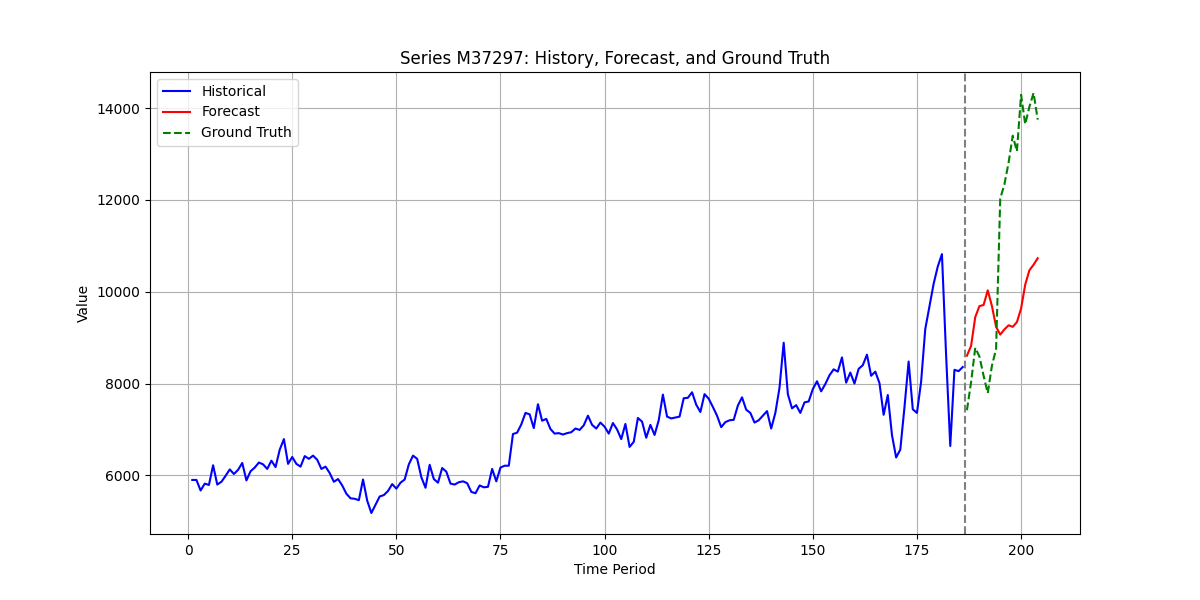 Series M37297: History, Forecast, and Ground Truth
Historical
Forecast
Ground Truth
14000
12000
10000
8000
6000
Value
0 25 50 75 100 125 150 175 200
Time Period